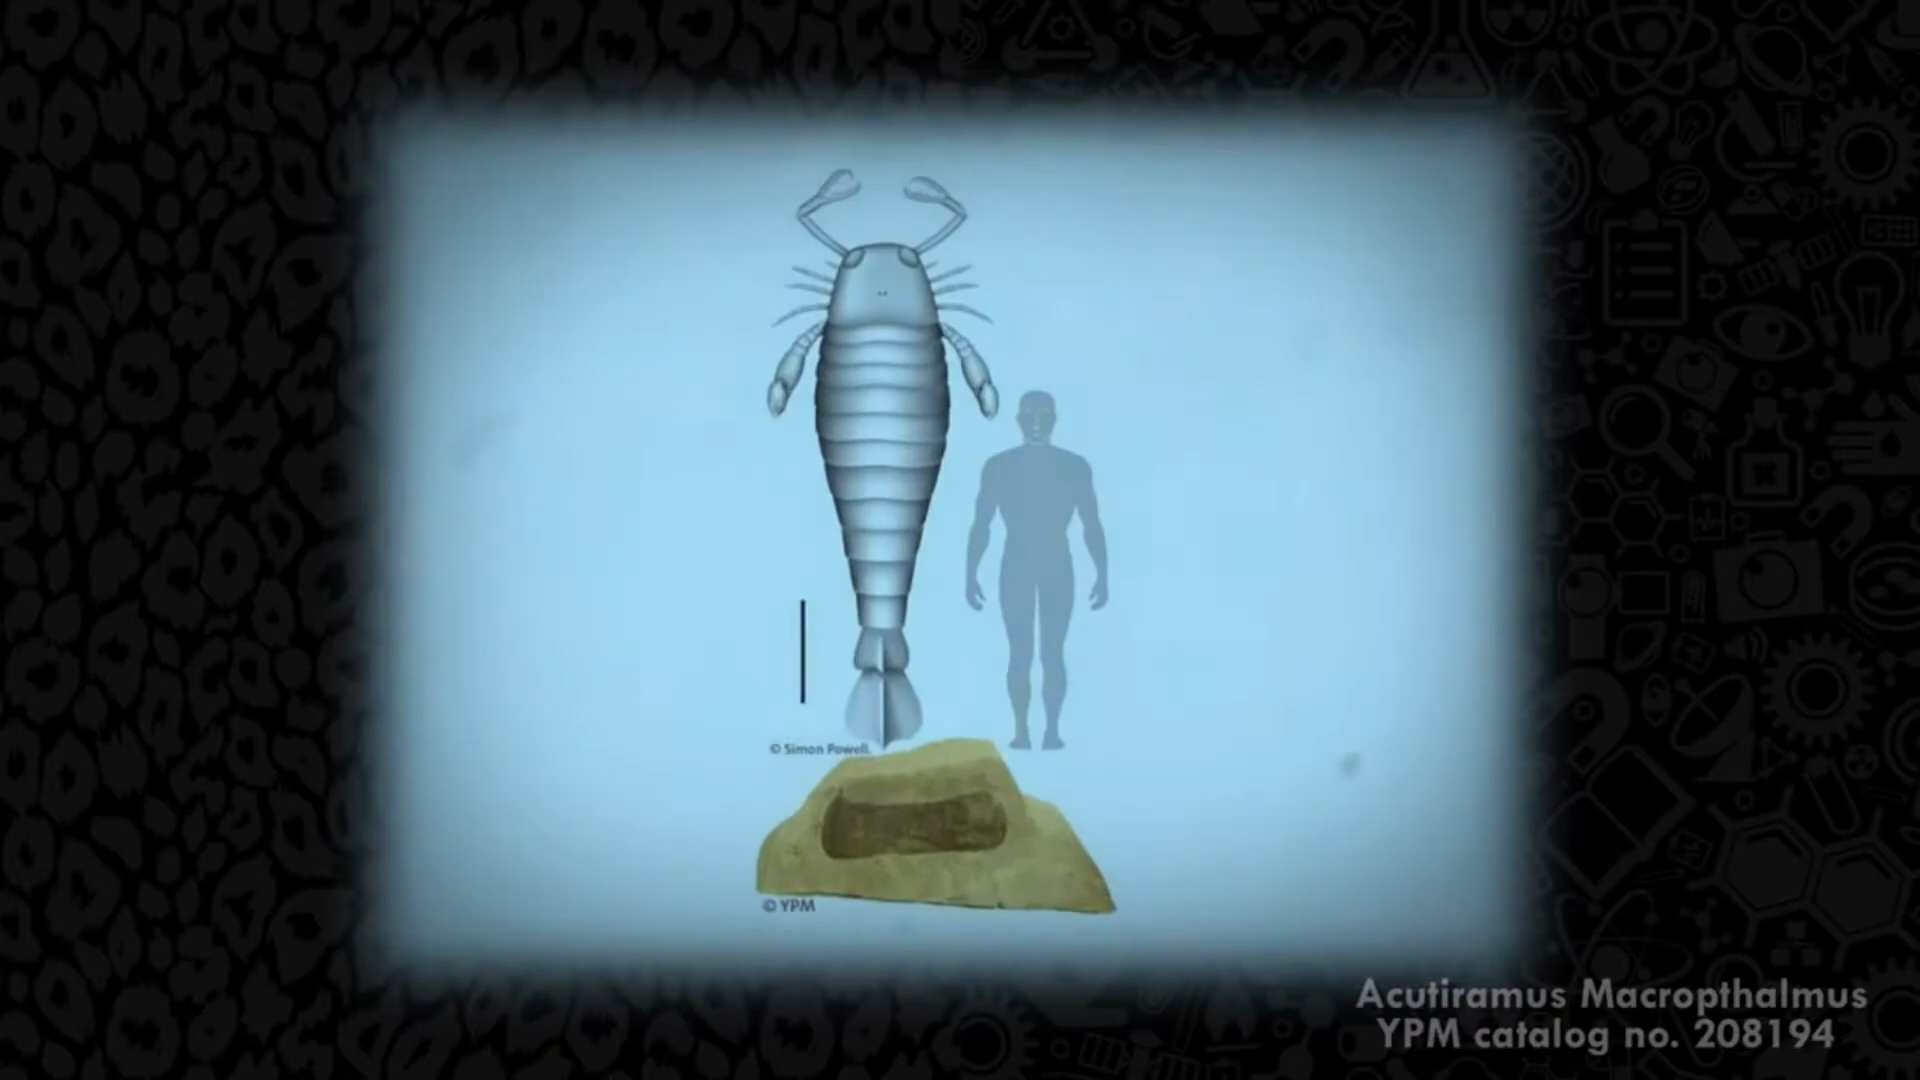 © Simon Powell.
© YPM
Acutiramus Macropthalmus
YPM catalog no. 208194